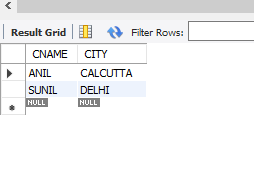 Result Grid Filter Rows:
CNAME CITY
ANIL CALCUTTA
SUNIL DELHI
NULL NULL